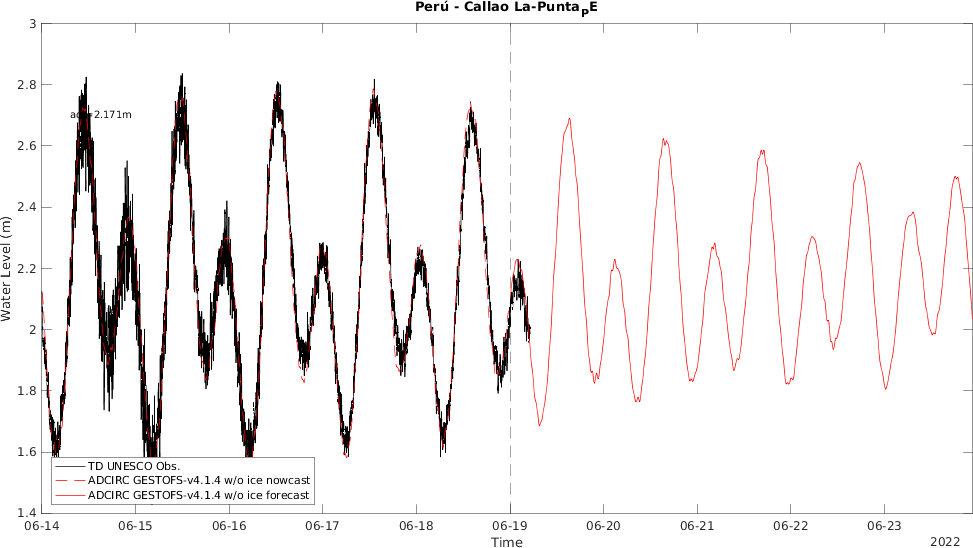 Perú - Callao La-Punta_PE
3
2.8
2.6
2.4
2.2
2
1.8
1.6
1.4
Water Level (m)
=2.171m
TD UNESCO Obs.
ADCIRC GESTOFS-v4.1.4 w/o ice nowcast
ADCIRC GESTOFS-v4.1.4 w/o ice forecast
06-14
06-15
06-16
06-17
06-18
06-19
06-20
06-21
06-22
06-23
Time
2022